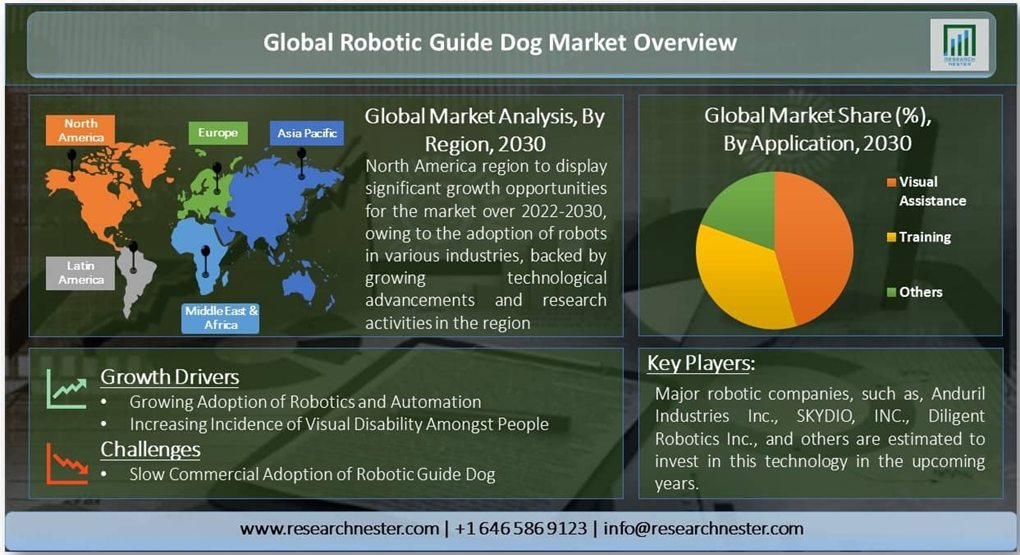 Global Robotic Guide Dog Market Overview
RESEARCH
NESTER
North
America
Europe
Asia Pacific
Latin
America
Middle East &
Africa
Global Market Analysis, By
Region, 2030
North America region to display
significant growth opportunities
for the market over 2022-2030,
owing to the adoption of robots
in various industries, backed by
growing technological
advancements and research
activities in the region
Global Market Share (%),
By Application, 2030
Visual
Assistance
Training
Others
Growth Drivers
• Growing Adoption of Robotics and Automation
• Increasing Incidence of Visual Disability Amongst People
Challenges
• Slow Commercial Adoption of Robotic Guide Dog
Key Players:
Major robotic companies, such as, Anduril
Industries Inc., SKYDIO, INC., Diligent
Robotics Inc., and others are estimated to
invest in this technology in the upcoming
years.
www.researchnester.com | +1 646 586 9123 | info@researchnester.com